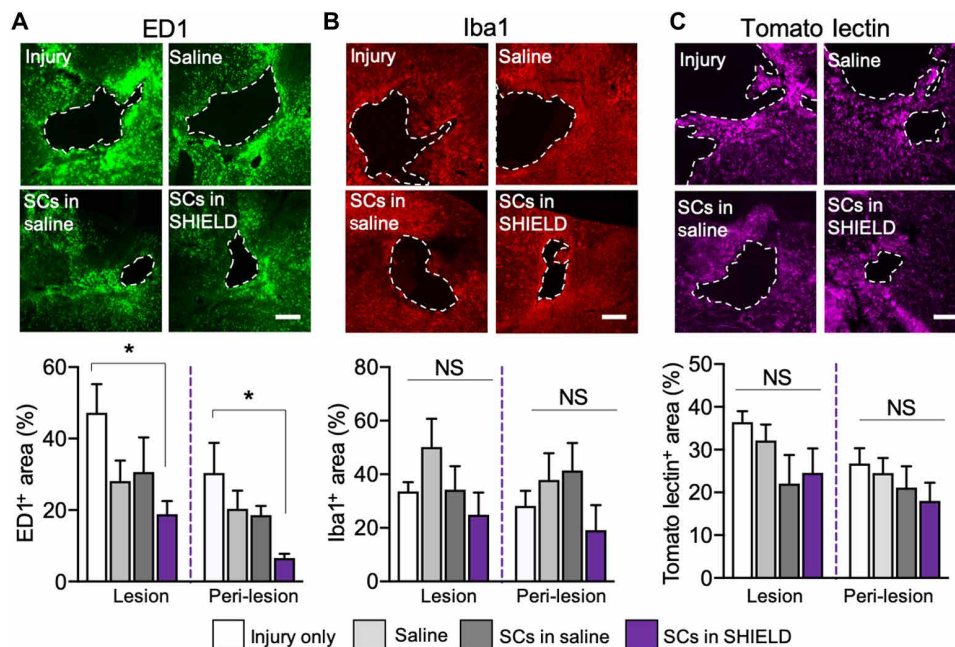 A
ED1
B
Iba1
C
Tomato lectin
Injury
Saline
SCs in
saline
SCs in
SHIELD
Injury
Saline
SCs in
saline
SCs in
SHIELD
Injury
Saline
SCs in
saline
SCs in
SHIELD
ED1+ area (%)
60
40
20
0
*
*
Lesion
Peri-lesion
Iba1+ area (%)
80
60
40
20
0
NS
NS
Lesion
Peri-lesion
Tomato lectin+ area (%)
50
40
30
20
10
0
NS
NS
Lesion
Peri-lesion
Injury only
Saline
SCs in saline
SCs in SHIELD